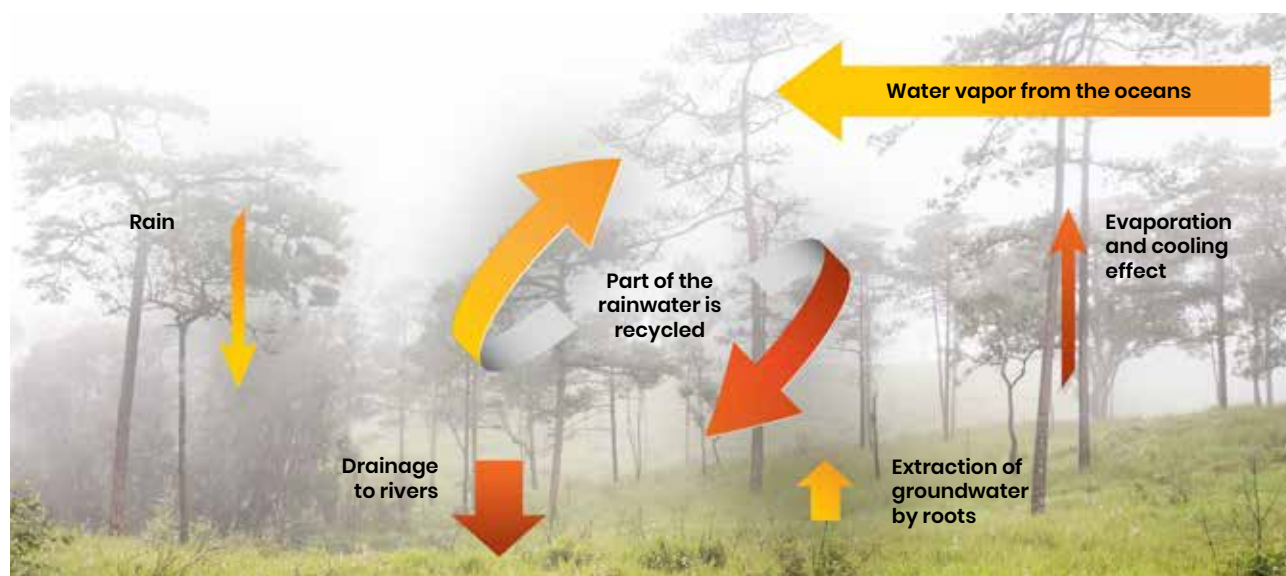 Water vapor from the oceans
Rain
Evaporation
and cooling
effect
Part of the
rainwater is
recycled
Drainage
to rivers
Extraction of
groundwater
by roots